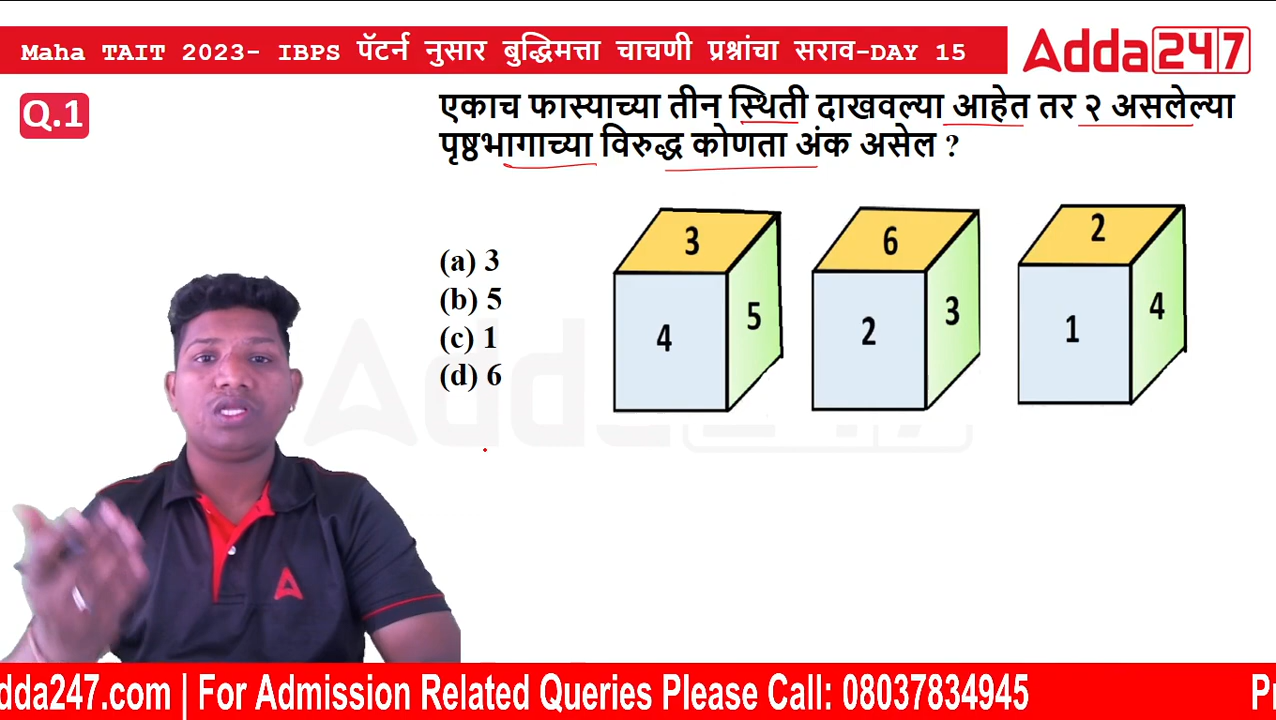 Maha TAIT 2023- IBPS पॅटर्न नुसार बुद्धिमत्ता चाचणी प्रश्नांचा सराव-DAY 15
Adda247
Q.1
एकाच फास्याच्या तीन स्थिती दाखवल्या आहेत तर २ असलेल्या
पृष्ठभागाच्या विरुद्ध कोणता अंक असेल ?
(a) 3
(b) 5
(c) 1
(d) 6
3
4
5
6
2
3
2
1
4
Adda247
dda247.com | For Admission Related Queries Please Call: 08037834945